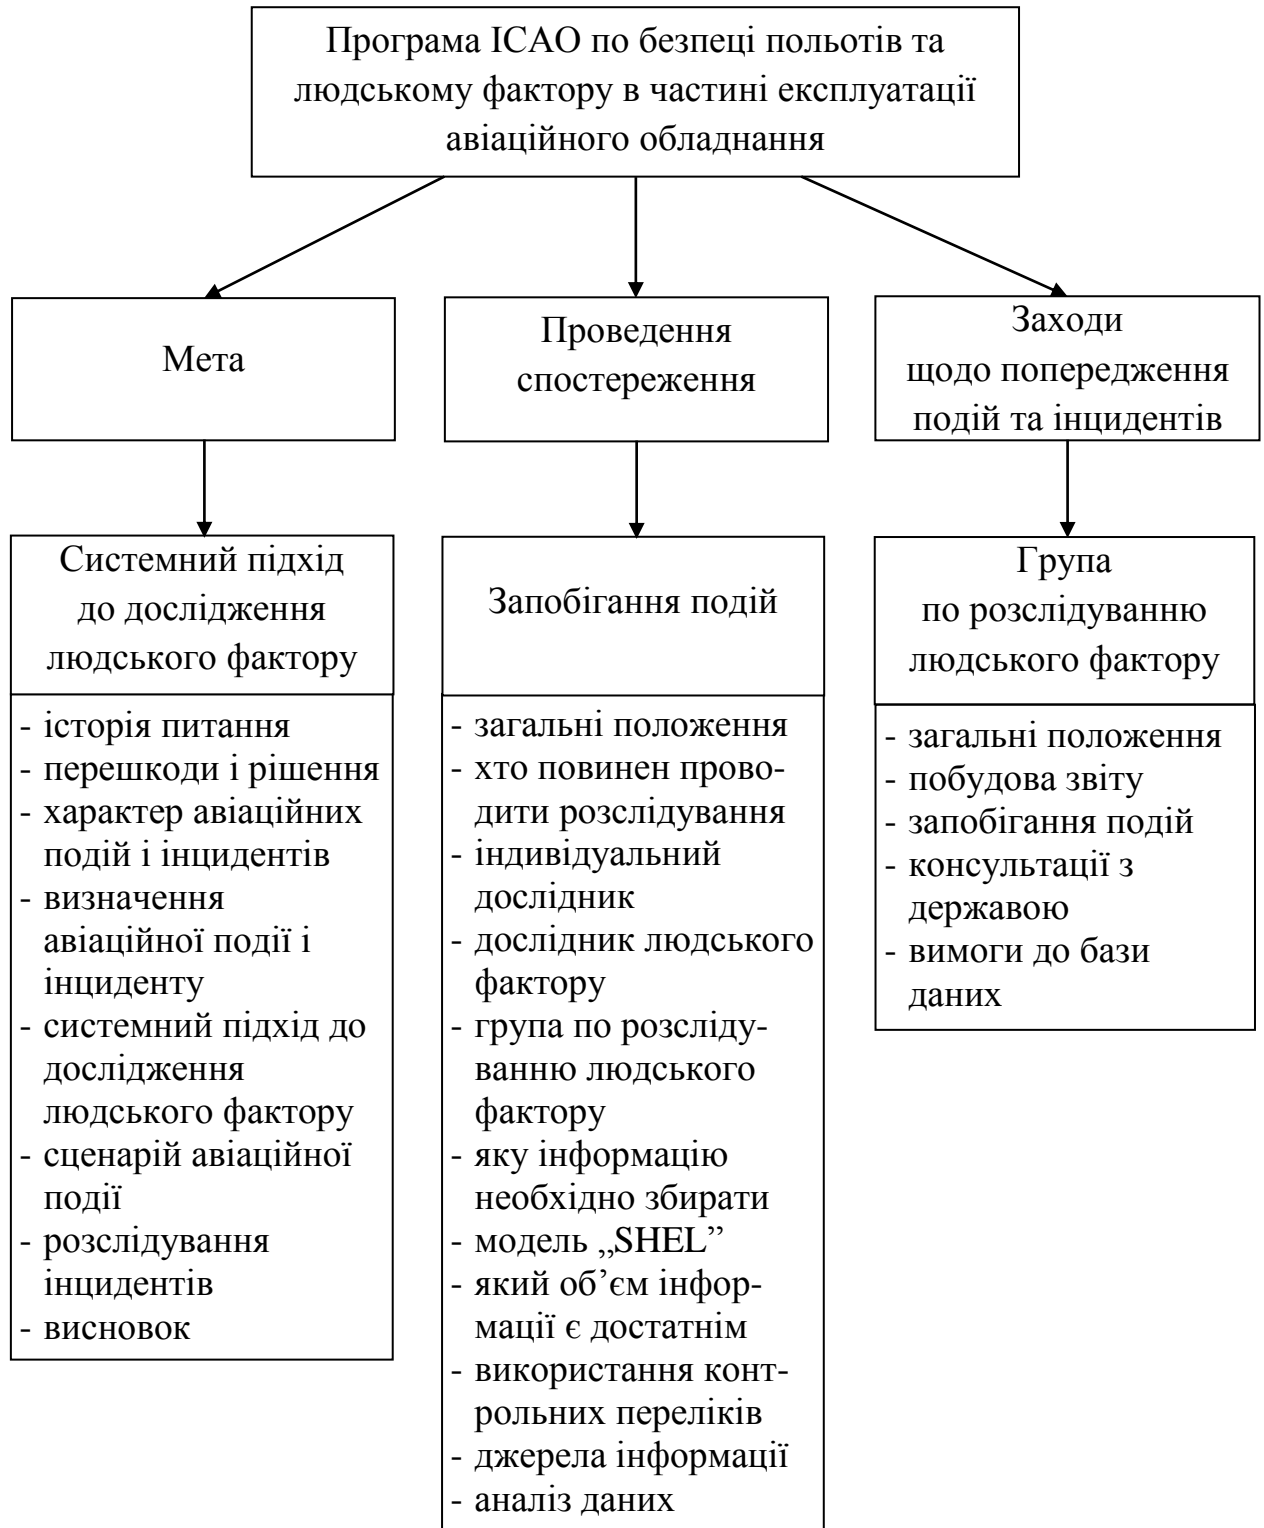 Програма ІСАО по безпеці польотів та
людському фактору в частині експлуатації
авіаційного обладнання
Мета
Проведення
спостереження
Заходи
щодо попередження
подій та інцидентів
Системний підхід
до дослідження
людського фактору
- історія питання
- перешкоди і рішення
- характер авіаційних
подій і інцидентів
- визначення
авіаційної події і
інциденту
- системний підхід до
дослідження
людського фактору
- сценарій авіаційної
події
- розслідування
інцидентів
- висновок
Запобігання подій
- загальні положення
- хто повинен прово-
дити розслідування
- індивідуальний
дослідник
- дослідник людського
фактору
- група по розсліду-
ванню людського
фактору
- яку інформацію
необхідно збирати
- модель „SHEL”
- який об’єм інфор-
мації є достатнім
- використання конт-
рольних переліків
- джерела інформації
- аналіз даних
Група
по розслідуванню
людського фактору
- загальні положення
- побудова звіту
- запобігання подій
- консультації з
державою
- вимоги до бази
даних